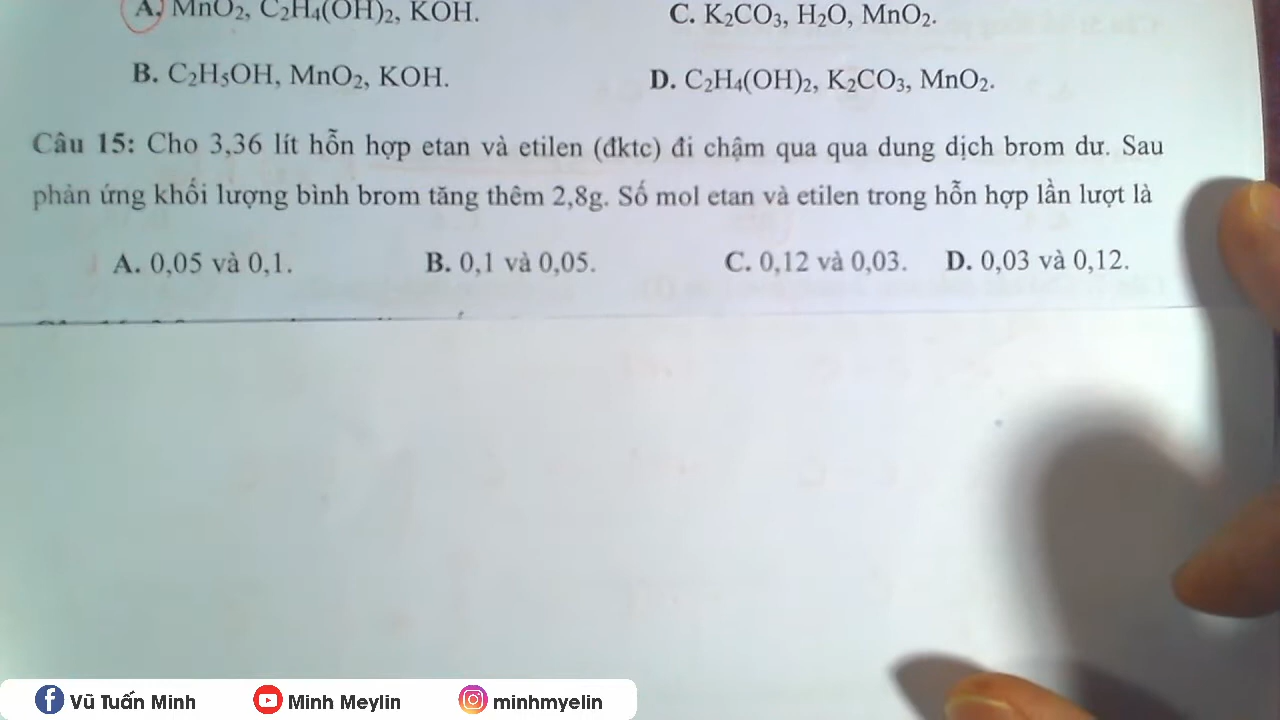 A. MnO₂, C₂H₄(OH)₂, KOH. C. K₂CO₃, H₂O, MnO₂.
B. C₂H₅OH, MnO₂, KOH. D. C₂H₄(OH)₂, K₂CO₃, MnO₂.
Câu 15: Cho 3,36 lít hỗn hợp etan và etilen (đktc) đi chậm qua qua dung dịch brom dư. Sau
phản ứng khối lượng bình brom tăng thêm 2,8g. Số mol etan và etilen trong hỗn hợp lần lượt là
A. 0,05 và 0,1. B. 0,1 và 0,05. C. 0,12 và 0,03. D. 0,03 và 0,12.
Vũ Tuấn Minh Minh Meylin minhmyelin